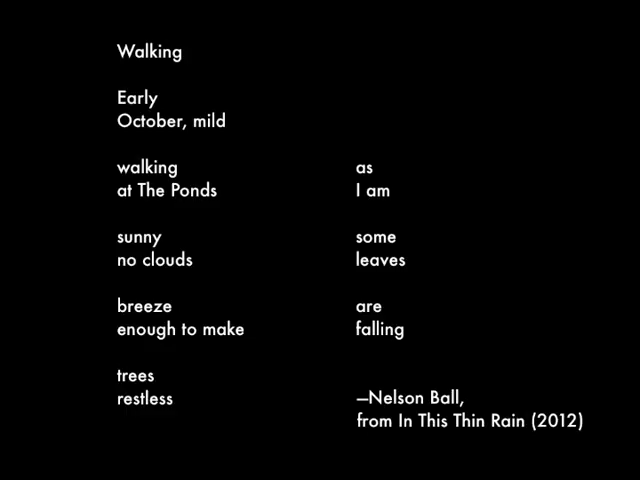 Walking
Early
October, mild
walking
at The Ponds
sunny
no clouds
breeze
enough to make
trees
restless
as
I am
some
leaves
are
falling
—Nelson Ball,
from In This Thin Rain (2012)